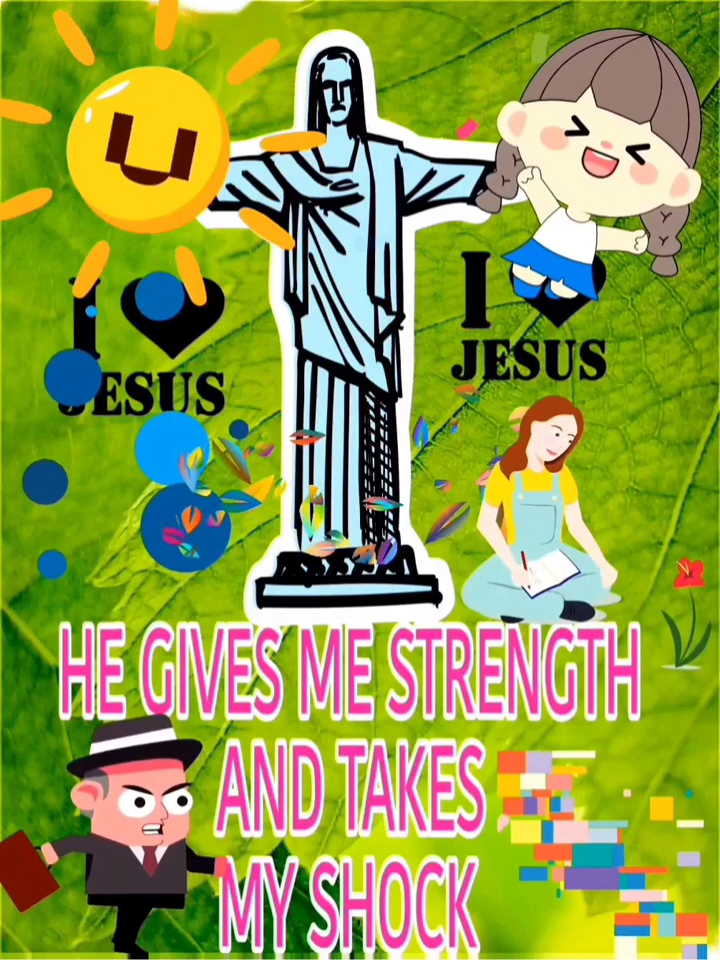 I ♥
JESUS
I ♥
JESUS
HE GIVES ME STRENGTH
AND TAKES
MY SHOCK